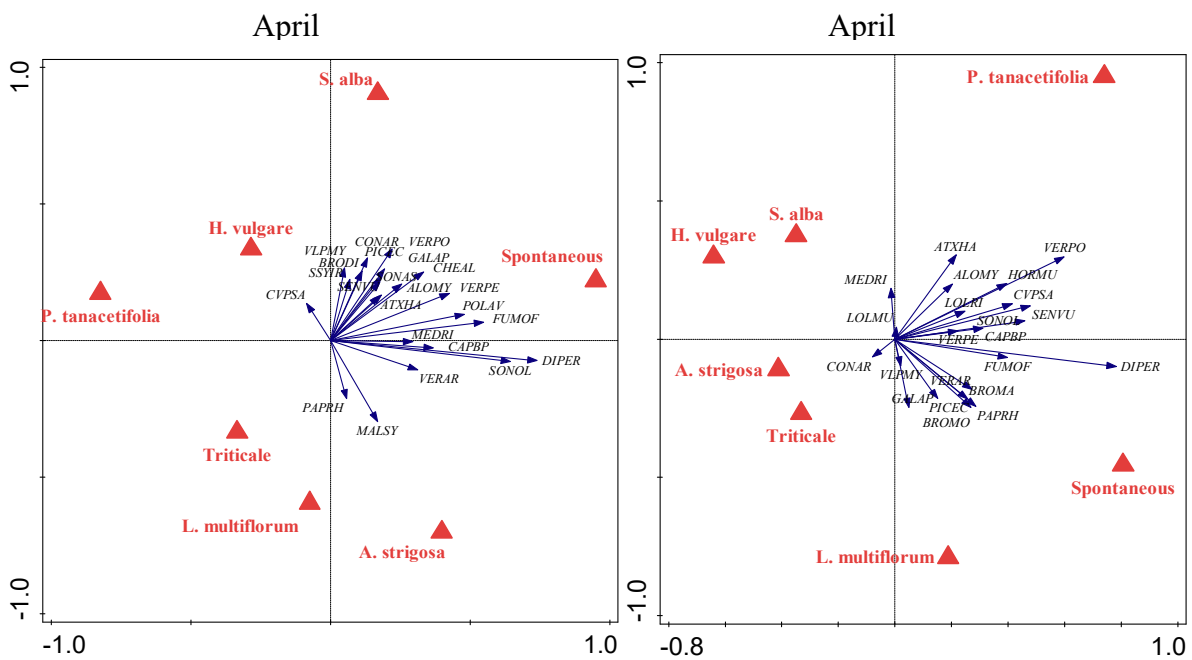 April
1.0
S. alba
H. vulgare
Spontaneous
P. tanacetifolia
CONAR
VERPO
VLPMY
PICEC
GALAP
BRODI
CHEAL
SSYIR
SONAS
SENVU
ALOMY
VERPE
CVPSA
ATXHA
POLAV
FUMOF
MEDRI
CAPBP
DIPER
SONOL
VERAR
PAPRH
MALSY
Triticale
L. multiflorum
A. strigosa
-1.0
-1.0
1.0
April
1.0
P. tanacetifolia
S. alba
H. vulgare
ATXHA
VERPO
MEDRI
ALOMY
HORMU
LOLRI
CVPSA
LOLMU
SONOL
SENVU
VERPE
CAPBP
CONAR
VLPMY
FUMOF
DIPER
VERAR
BROMA
GALAP
PICEC
PAPRH
BROMO
A. strigosa
Triticale
Spontaneous
L. multiflorum
-1.0
-0.8
1.0